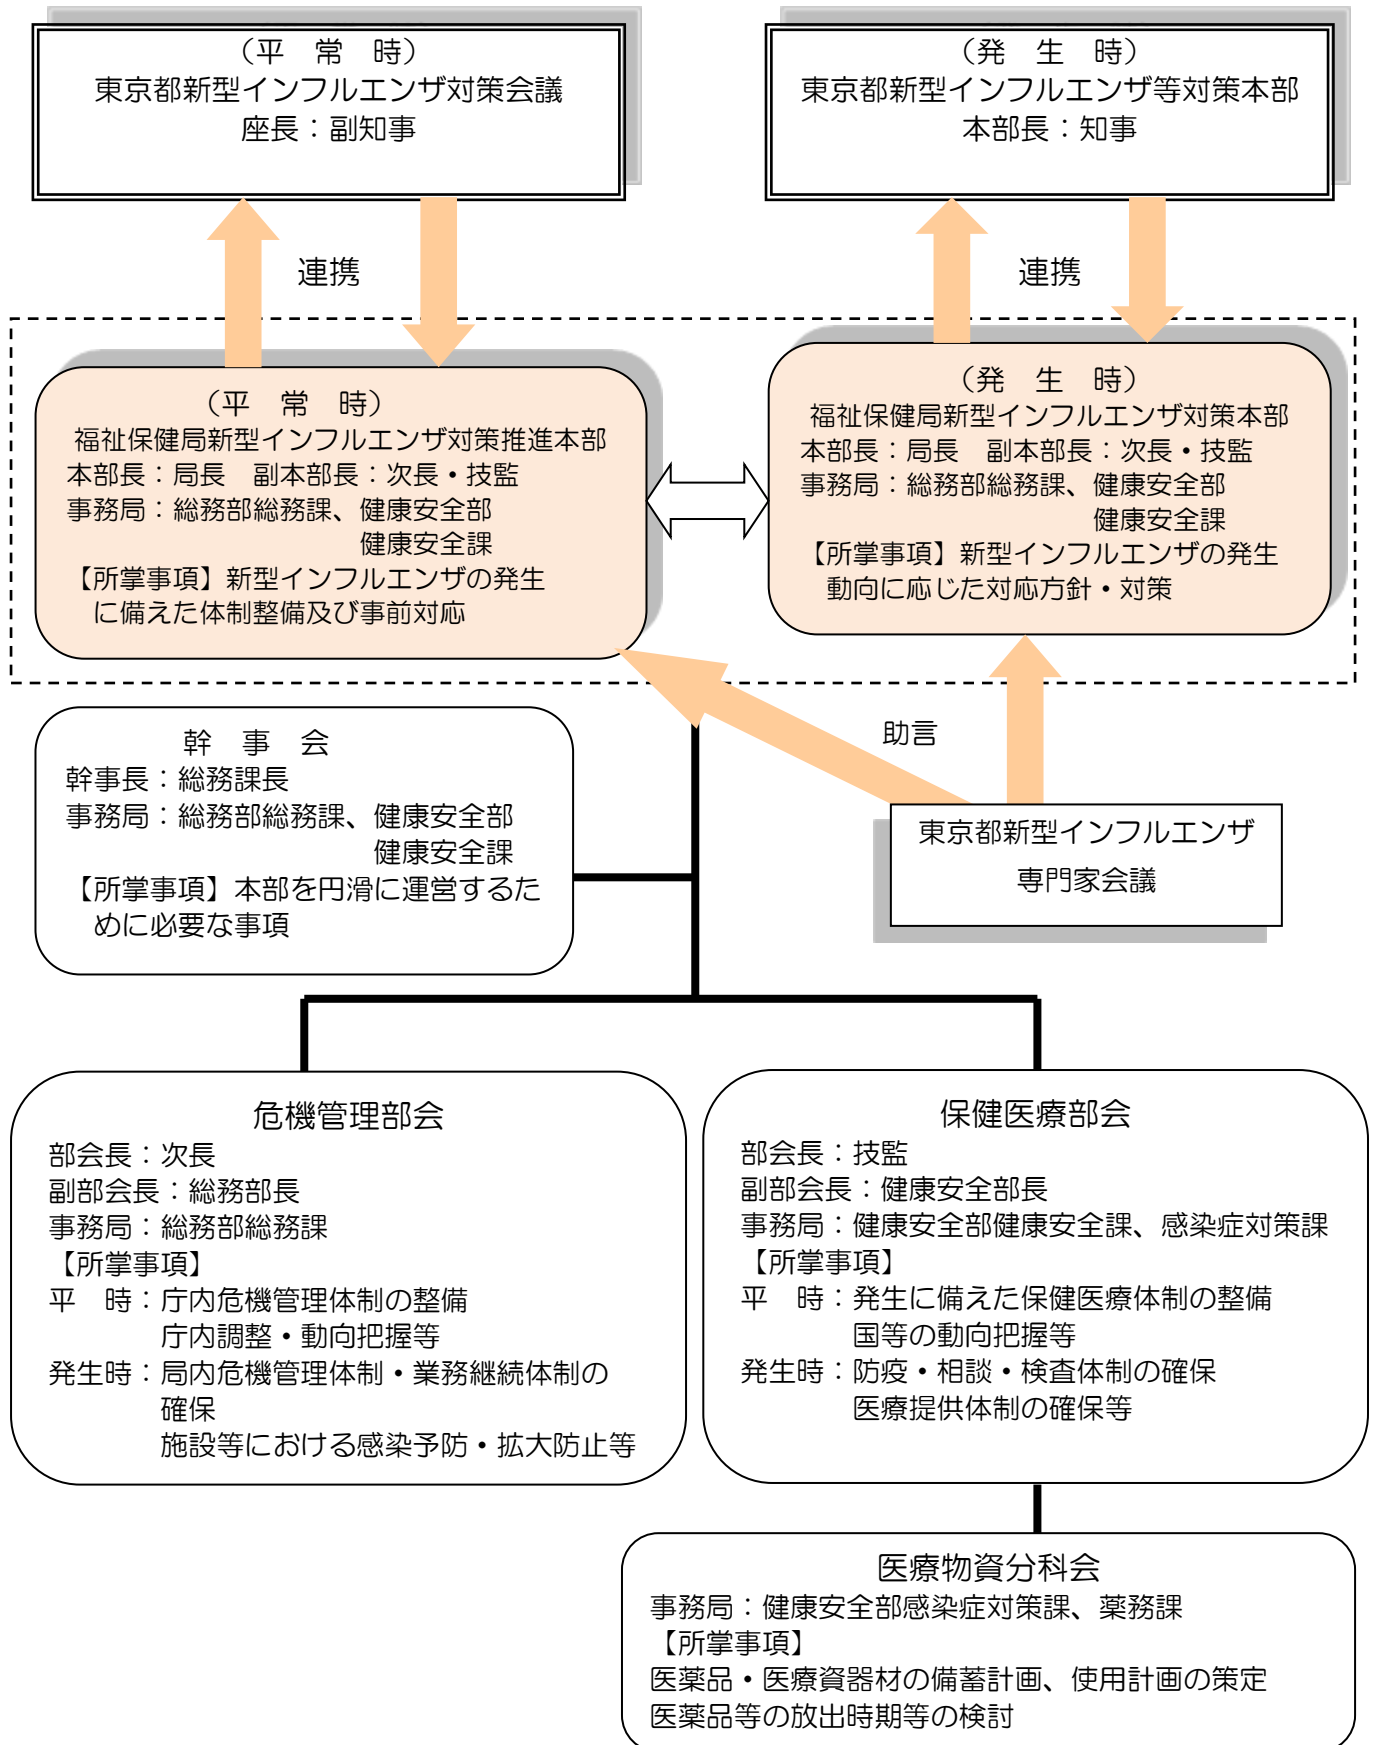 （平　常　時）
東京都新型インフルエンザ対策会議
座長：副知事
（発　生　時）
東京都新型インフルエンザ等対策本部
本部長：知事
連携
連携
（平　常　時）
福祉保健局新型インフルエンザ対策推進本部
本部長：局長　副本部長：次長・技監
事務局：総務部総務課、健康安全部
健康安全課
【所掌事項】新型インフルエンザの発生
に備えた体制整備及び事前対応
（発　生　時）
福祉保健局新型インフルエンザ対策本部
本部長：局長　副本部長：次長・技監
事務局：総務部総務課、健康安全部
健康安全課
【所掌事項】新型インフルエンザの発生
動向に応じた対応方針・対策
幹　事　会
幹事長：総務課長
事務局：総務部総務課、健康安全部
健康安全課
【所掌事項】本部を円滑に運営するた
めに必要な事項
助言
東京都新型インフルエンザ
専門家会議
危機管理部会
部会長：次長
副部会長：総務部長
事務局：総務部総務課
【所掌事項】
平　時：庁内危機管理体制の整備
庁内調整・動向把握等
発生時：局内危機管理体制・業務継続体制の
確保
施設等における感染予防・拡大防止等
保健医療部会
部会長：技監
副部会長：健康安全部長
事務局：健康安全部健康安全課、感染症対策課
【所掌事項】
平　時：発生に備えた保健医療体制の整備
国等の動向把握等
発生時：防疫・相談・検査体制の確保
医療提供体制の確保等
医療物資分科会
事務局：健康安全部感染症対策課、薬務課
【所掌事項】
医薬品・医療資器材の備蓄計画、使用計画の策定
医薬品等の放出時期等の検討